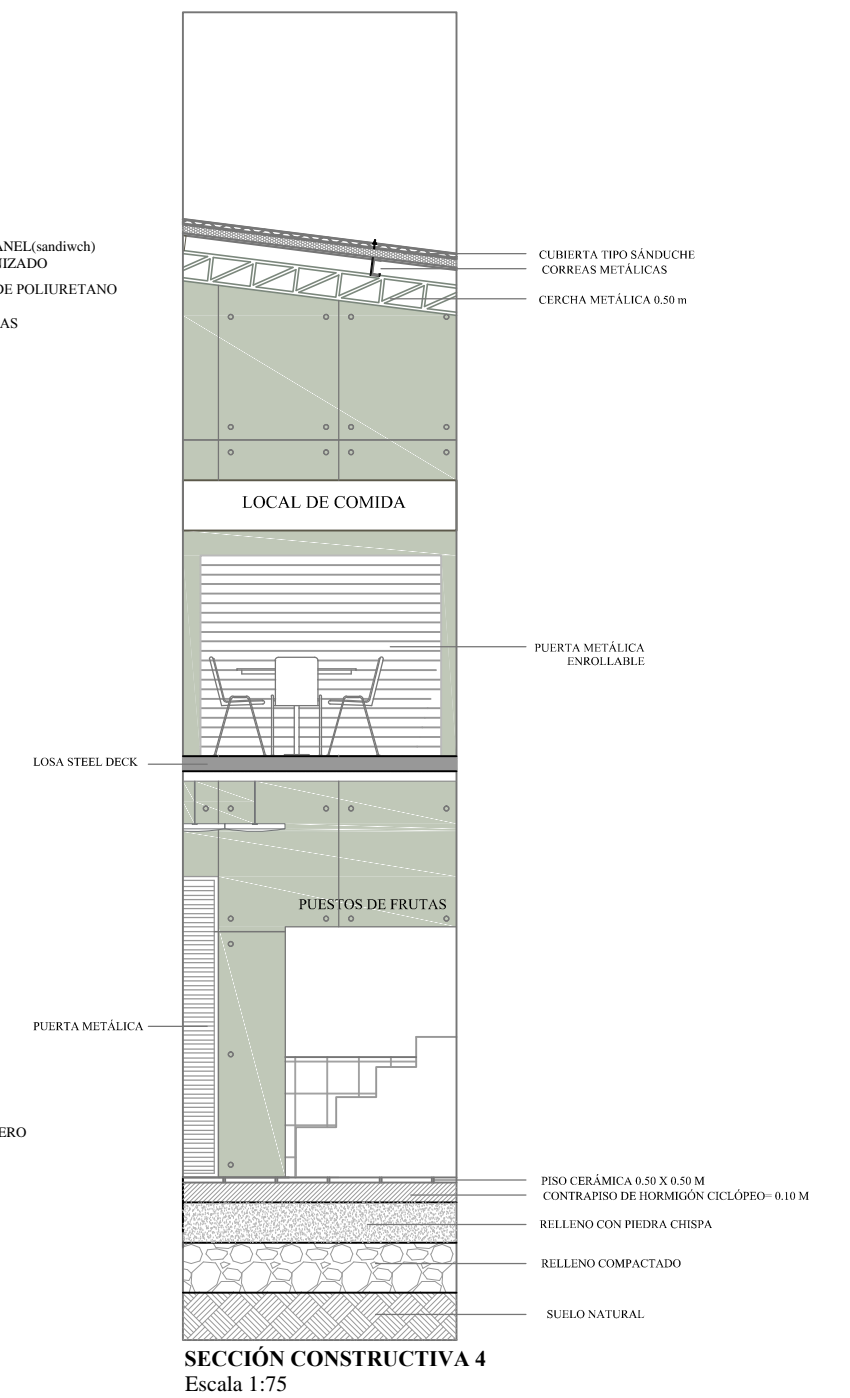 ANEL(sandiwch)
NIZADO
DE POLIURETANO
AS
CUBIERTA TIPO SÁNDUCHE
CORREAS METÁLICAS
CERCHA METÁLICA 0.50 m
LOCAL DE COMIDA
PUERTA METÁLICA
ENROLLABLE
LOSA STEEL DECK
PUESTOS DE FRUTAS
PUERTA METÁLICA
ERO
PISO CERÁMICA 0.50 X 0.50 M
CONTRAPISO DE HORMIGÓN CICLÓPEO= 0.10 M
RELLENO CON PIEDRA CHISPA
RELLENO COMPACTADO
SUELO NATURAL
SECCIÓN CONSTRUCTIVA 4
Escala 1:75